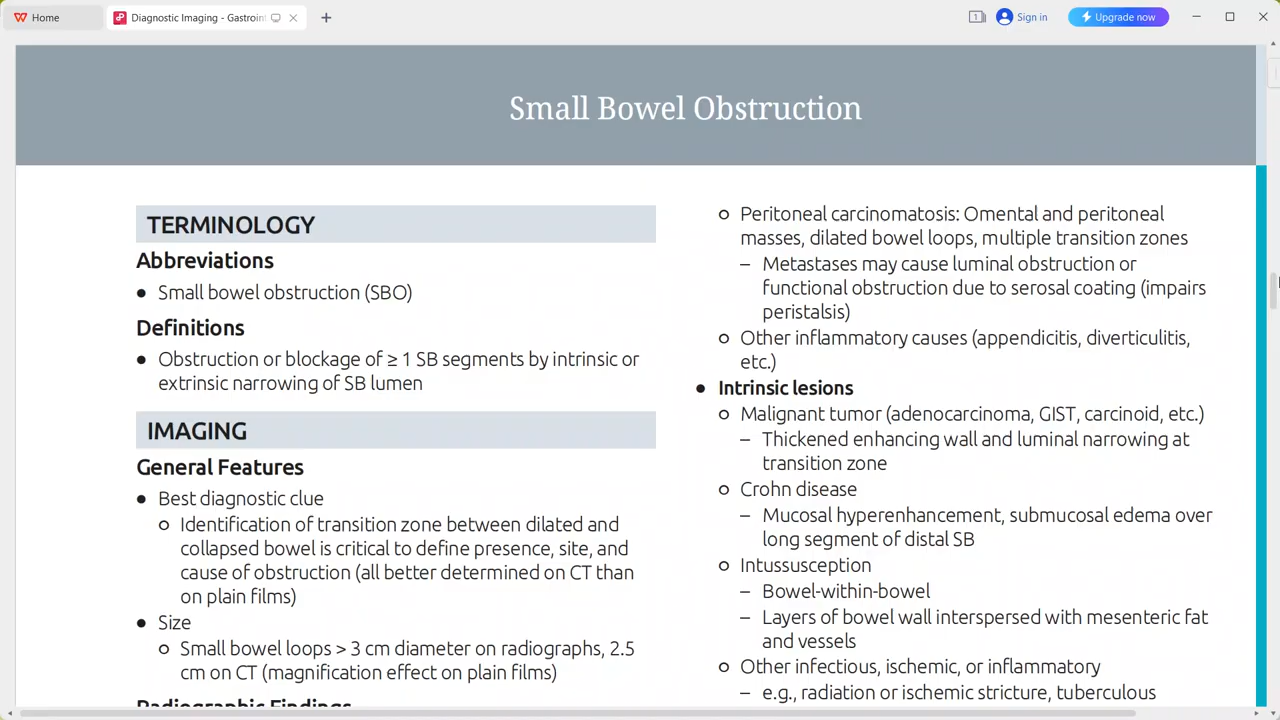 Home
Diagnostic Imaging - Gastroint
1
Sign in
Upgrade now
Small Bowel Obstruction
TERMINOLOGY
Abbreviations
● Small bowel obstruction (SBO)
Definitions
● Obstruction or blockage of ≥ 1 SB segments by intrinsic or
extrinsic narrowing of SB lumen
IMAGING
General Features
● Best diagnostic clue
○ Identification of transition zone between dilated and
collapsed bowel is critical to define presence, site, and
cause of obstruction (all better determined on CT than
on plain films)
● Size
○ Small bowel loops > 3 cm diameter on radiographs, 2.5
cm on CT (magnification effect on plain films)
Radiographic Findings
○ Peritoneal carcinomatosis: Omental and peritoneal
masses, dilated bowel loops, multiple transition zones
– Metastases may cause luminal obstruction or
functional obstruction due to serosal coating (impairs
peristalsis)
○ Other inflammatory causes (appendicitis, diverticulitis,
etc.)
● Intrinsic lesions
○ Malignant tumor (adenocarcinoma, GIST, carcinoid, etc.)
– Thickened enhancing wall and luminal narrowing at
transition zone
○ Crohn disease
– Mucosal hyperenhancement, submucosal edema over
long segment of distal SB
○ Intussusception
– Bowel-within-bowel
– Layers of bowel wall interspersed with mesenteric fat
and vessels
○ Other infectious, ischemic, or inflammatory
– e.g., radiation or ischemic stricture, tuberculous